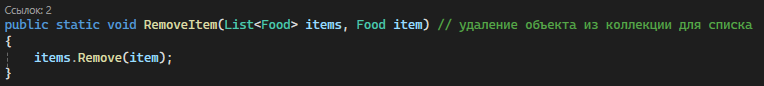 Ссылок: 2
public static void RemoveItem(List<Food> items, Food item) // удаление объекта из коллекции для списка
{
items.Remove(item);
}